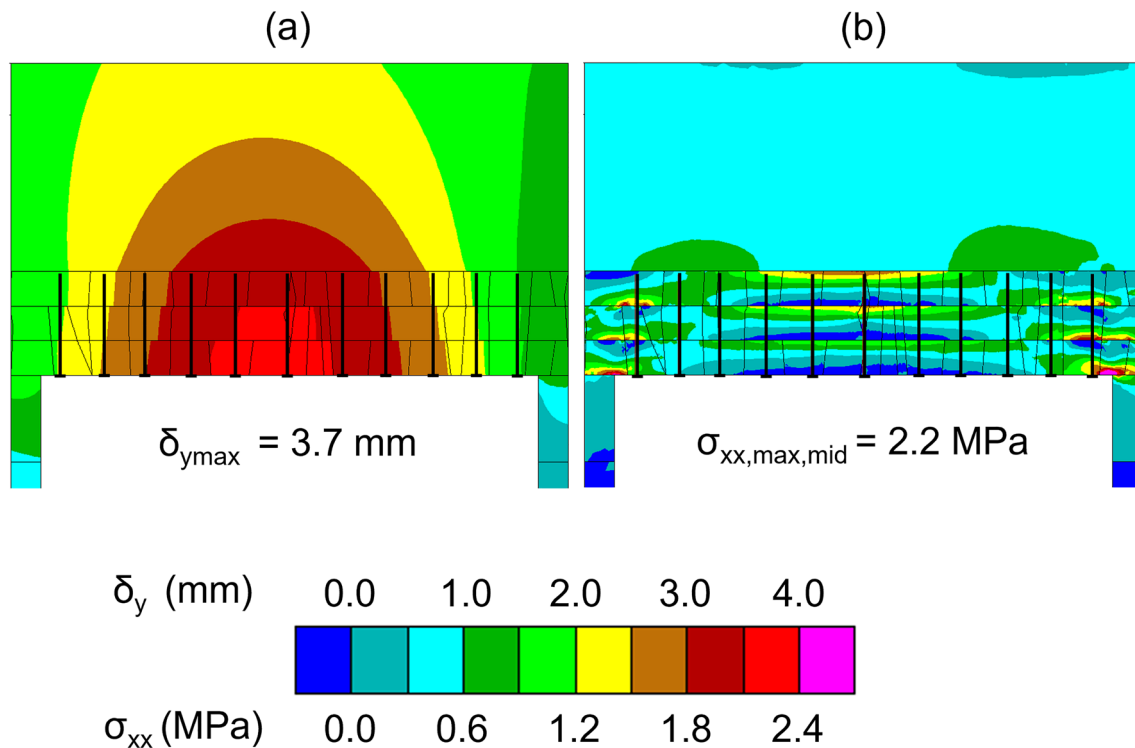 (a) (b)
δymax = 3.7 mm σxx,max,mid = 2.2 MPa
δy (mm) 0.0 1.0 2.0 3.0 4.0
σxx (MPa) 0.0 0.6 1.2 1.8 2.4